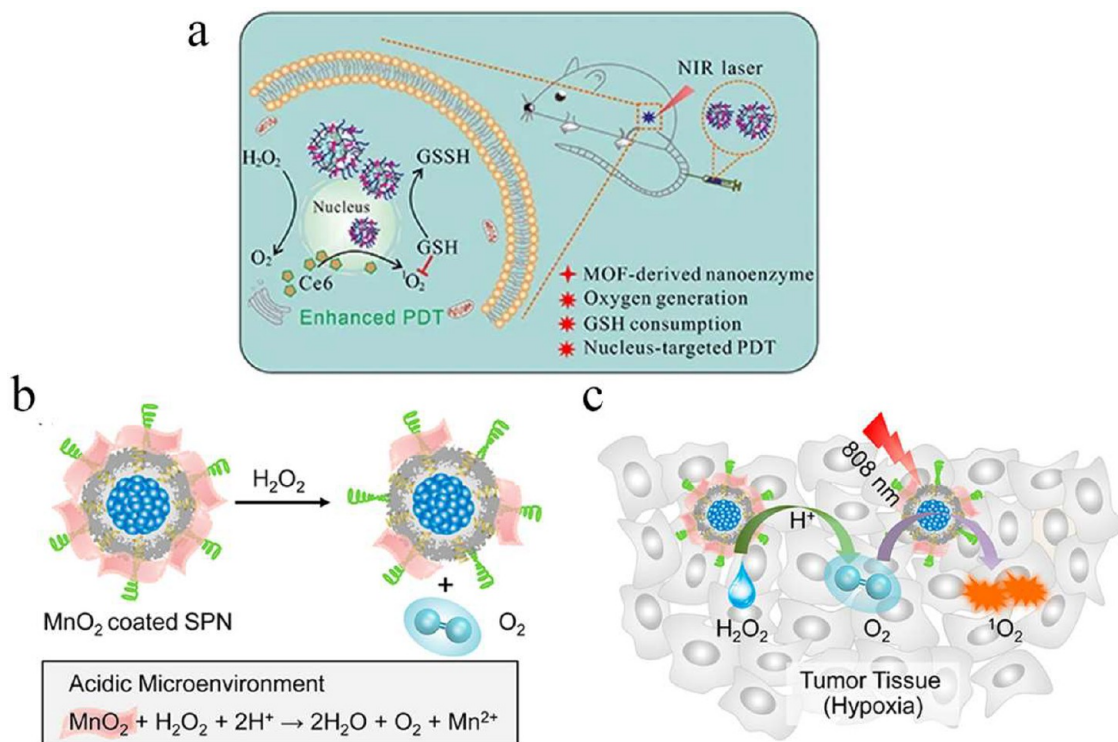 a
NIR laser
H₂O₂
GSSH
Nucleus
O₂
GSH
Ce6
¹O₂
Enhanced PDT
MOF-derived nanoenzyme
Oxygen generation
GSH consumption
Nucleus-targeted PDT
b
H₂O₂
MnO₂ coated SPN
+
O₂
Acidic Microenvironment
MnO₂ + H₂O₂ + 2H⁺ → 2H₂O + O₂ + Mn²⁺
c
808 nm
H⁺
H₂O₂
O₂
¹O₂
Tumor Tissue
(Hypoxia)